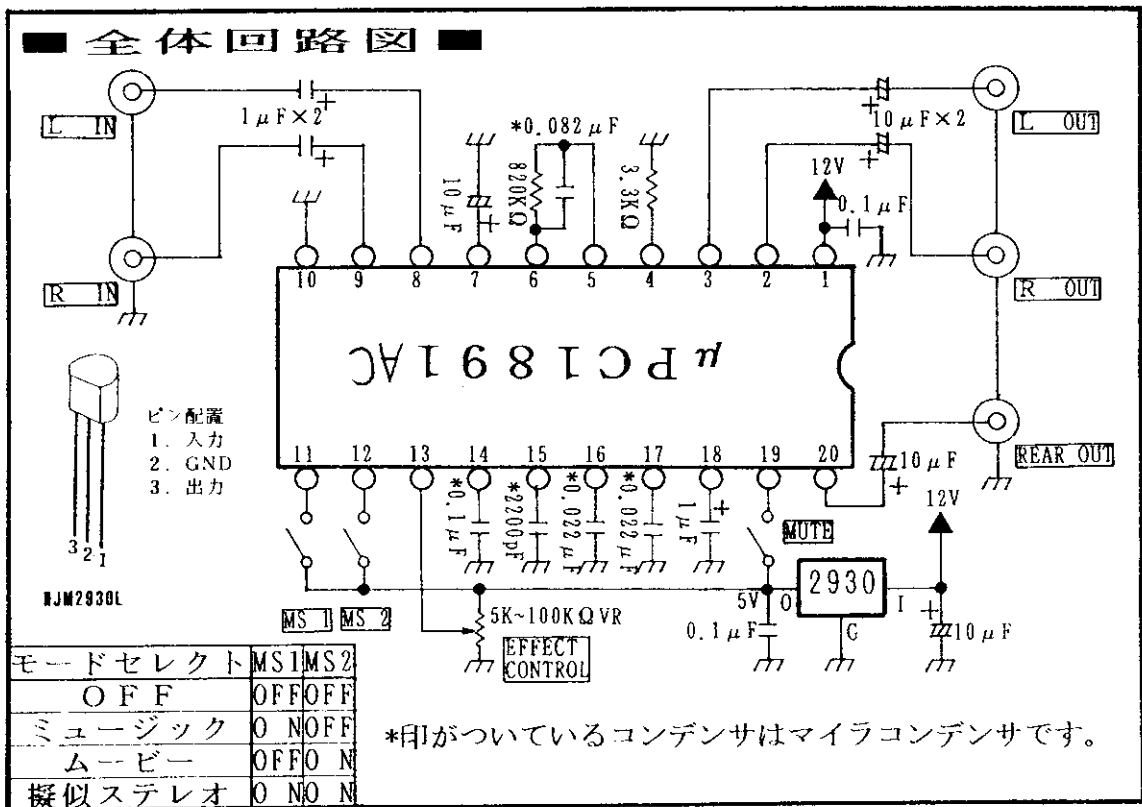 ■全体回路図■
L IN
1μF×2
*0.082μF
10μF×2
L OUT
10μF
820KΩ
3.3KΩ
12V
0.1μF
R IN
10 9 8 7 6 5 4 3 2 1
R OUT
μPC1891AC
ピン配置
1. 入力
2. GND
3. 出力
11 12 13 14 15 16 17 18 19 20
REAR OUT
10μF
*0.1μF
*2200pF
*0.022μF
*0.022μF
1μF
MUTE
12V
3 2 1
NJM2930L
MS 1
MS 2
5K~100KΩVR
EFFECT
CONTROL
5V
O
2930
I
G
0.1μF
10μF
モードセレクト MS1 MS2
OFF OFF OFF
ミュージック ON OFF
ムービー OFF ON
擬似ステレオ ON ON
*印がついているコンデンサはマイラコンデンサです。